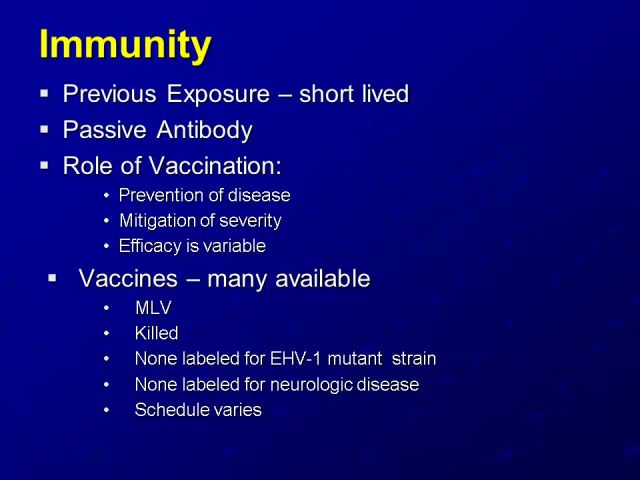 Immunity
▪ Previous Exposure – short lived
▪ Passive Antibody
▪ Role of Vaccination:
• Prevention of disease
• Mitigation of severity
• Efficacy is variable
▪ Vaccines – many available
• MLV
• Killed
• None labeled for EHV-1 mutant strain
• None labeled for neurologic disease
• Schedule varies